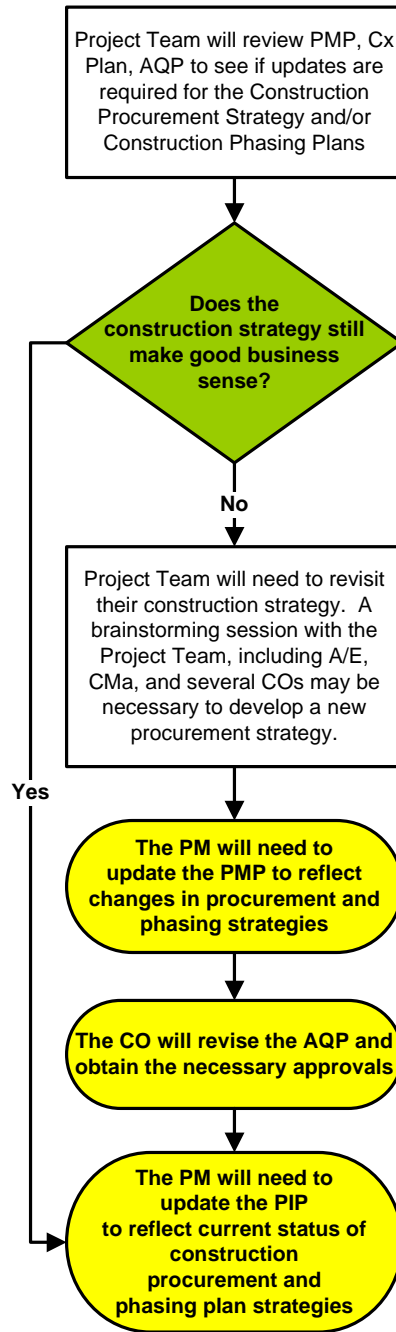 Project Team will review PMP, Cx
Plan, AQP to see if updates are
required for the Construction
Procurement Strategy and/or
Construction Phasing Plans
Does the
construction strategy still
make good business
sense?
No
Project Team will need to revisit
their construction strategy.  A
brainstorming session with the
Project Team, including A/E,
CMa, and several COs may be
necessary to develop a new
procurement strategy.
Yes
The PM will need to
update the PMP to reflect
changes in procurement and
phasing strategies
The CO will revise the AQP and
obtain the necessary approvals
The PM will need to
update the PIP
to reflect current status of
construction
procurement and
phasing plan strategies